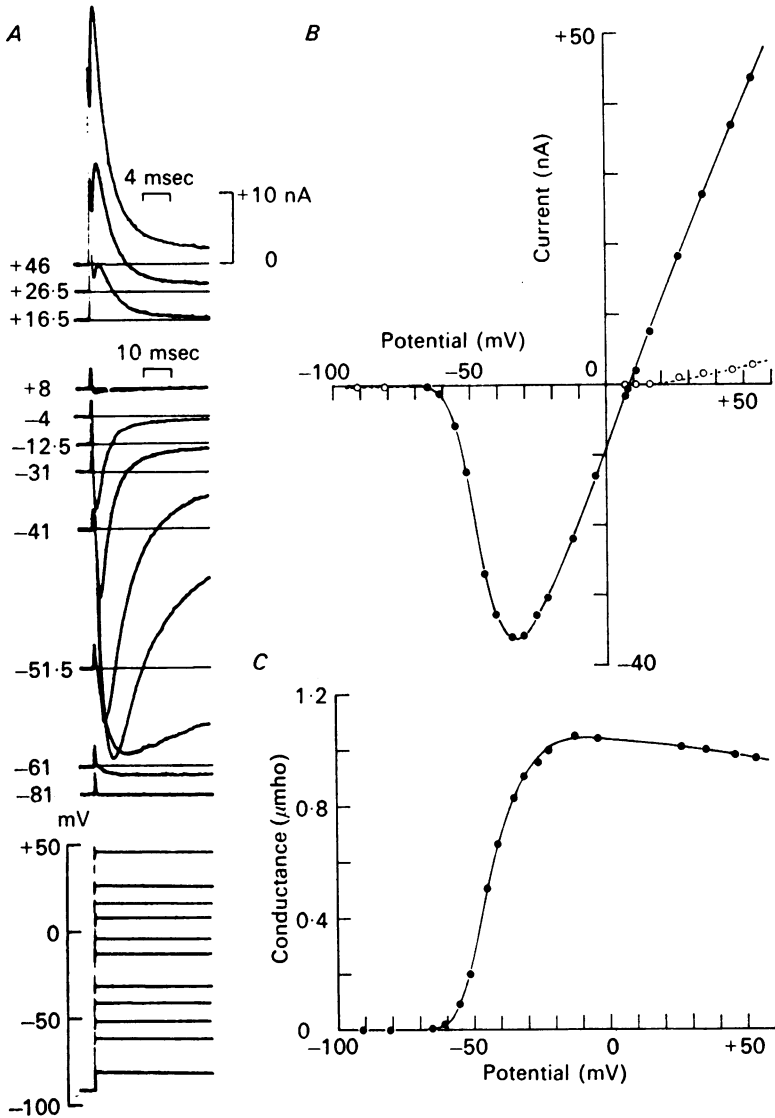 A
4 msec
+10 nA
0
+46
+26·5
+16·5
10 msec
+8
−4
−12·5
−31
−41
−51·5
−61
−81
mV
+50
0
−50
−100
B
+50
Current (nA)
Potential (mV)
−100
−50
0
+50
−40
C
1·2
0·8
0·4
0
Conductance (μmho)
−100
−50
0
+50
Potential (mV)